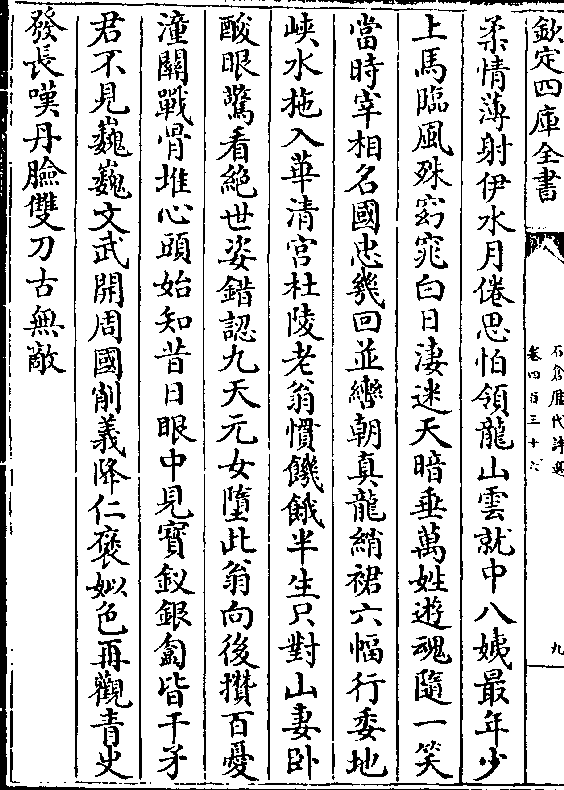 欽定四庫全書
石倉歴代詩選
卷四百三十六
九
柔情薄射伊水月倦思怕領龍山雲就中八姨最年少
上馬臨風殊窈窕白日淒迷天暗垂萬姓遊魂隨一笑
當時宰相名國忠幾回並轡朝真龍綃裙六幅行委地
峽水拖入華清宫杜陵老翁慣饑餓半生只對山妻卧
酸眼驚看絶世姿錯認九天元女墮此翁向後攢百憂
潼關戰骨堆心頭始知昔日眼中見寳釵銀匐皆干矛
君不見巍巍文武開周國削義降仁褒姒色再觀青史
發長嘆丹臉雙刀古無敵